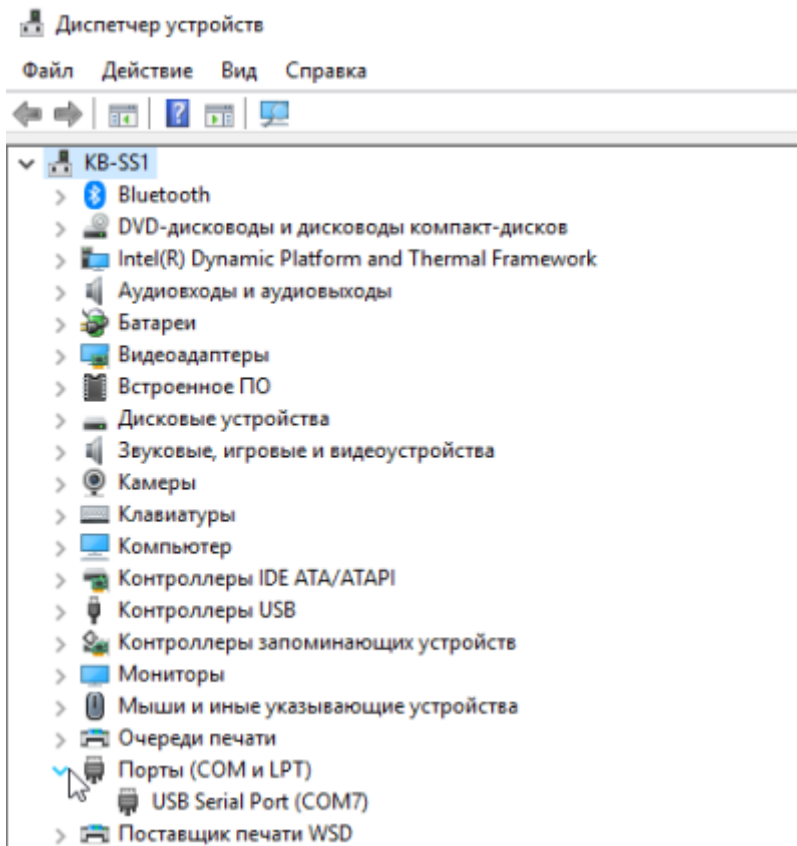 Диспетчер устройств
Файл Действие Вид Справка
KB-SS1
Bluetooth
DVD-дисководы и дисководы компакт-дисков
Intel(R) Dynamic Platform and Thermal Framework
Аудиовходы и аудиовыходы
Батареи
Видеоадаптеры
Встроенное ПО
Дисковые устройства
Звуковые, игровые и видеоустройства
Камеры
Клавиатуры
Компьютер
Контроллеры IDE ATA/ATAPI
Контроллеры USB
Контроллеры запоминающих устройств
Мониторы
Мыши и иные указывающие устройства
Очереди печати
Порты (COM и LPT)
USB Serial Port (COM7)
Поставщик печати WSD